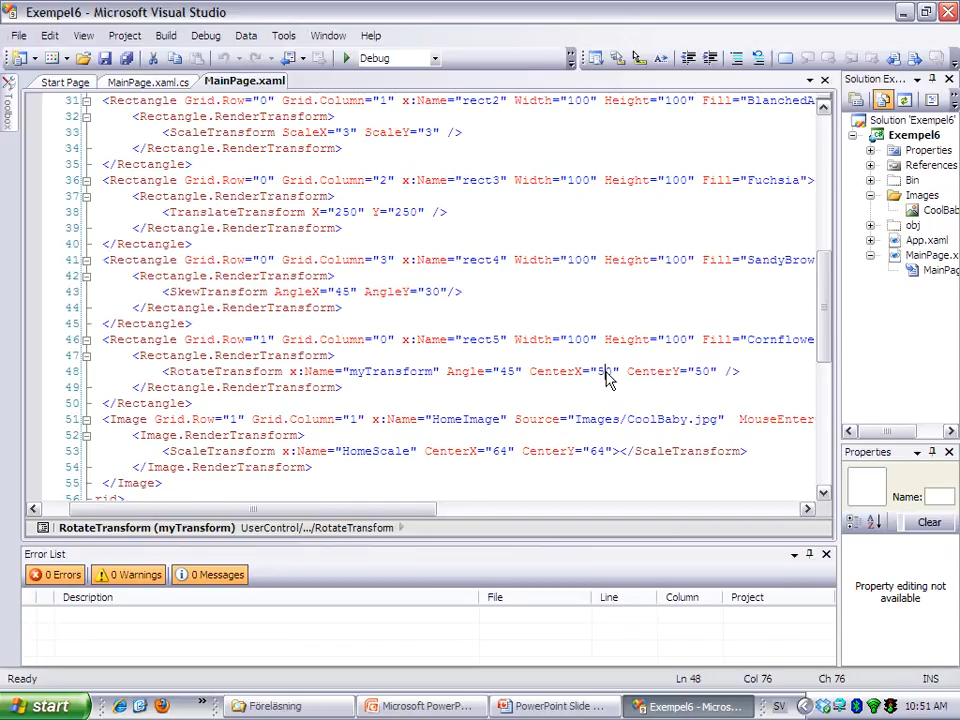 Exempel6 - Microsoft Visual Studio
File Edit View Project Build Debug Data Tools Window Help
Debug
Start Page MainPage.xaml.cs MainPage.xaml
Toolbox
31 <Rectangle Grid.Row="0" Grid.Column="1" x:Name="rect2" Width="100" Height="100" Fill="BlanchedA
32 <Rectangle.RenderTransform>
33 <ScaleTransform ScaleX="3" ScaleY="3" />
34 </Rectangle.RenderTransform>
35 </Rectangle>
36 <Rectangle Grid.Row="0" Grid.Column="2" x:Name="rect3" Width="100" Height="100" Fill="Fuchsia">
37 <Rectangle.RenderTransform>
38 <TranslateTransform X="250" Y="250" />
39 </Rectangle.RenderTransform>
40 </Rectangle>
41 <Rectangle Grid.Row="0" Grid.Column="3" x:Name="rect4" Width="100" Height="100" Fill="SandyBrow
42 <Rectangle.RenderTransform>
43 <SkewTransform AngleX="45" AngleY="30"/>
44 </Rectangle.RenderTransform>
45 </Rectangle>
46 <Rectangle Grid.Row="1" Grid.Column="0" x:Name="rect5" Width="100" Height="100" Fill="Cornflowe
47 <Rectangle.RenderTransform>
48 <RotateTransform x:Name="myTransform" Angle="45" CenterX="50" CenterY="50" />
49 </Rectangle.RenderTransform>
50 </Rectangle>
51 <Image Grid.Row="1" Grid.Column="1" x:Name="HomeImage" Source="Images/CoolBaby.jpg" MouseEnter
52 <Image.RenderTransform>
53 <ScaleTransform x:Name="HomeScale" CenterX="64" CenterY="64"></ScaleTransform>
54 </Image.RenderTransform>
55 </Image>
56 rid>
RotateTransform (myTransform) UserControl/.../RotateTransform
Solution Ex...
Solution 'Exempel6'
Exempel6
Properties
References
Bin
Images
CoolBab
obj
App.xaml
MainPage.x
MainPa
Properties
Name:
Clear
Property editing not
available
Error List
0 Errors 0 Warnings 0 Messages
Description File Line Column Project
Ready Ln 48 Col 76 Ch 76 INS
start Föreläsning Microsoft PowerP... PowerPoint Slide ... Exempel6 - Micros... SV 10:51 AM